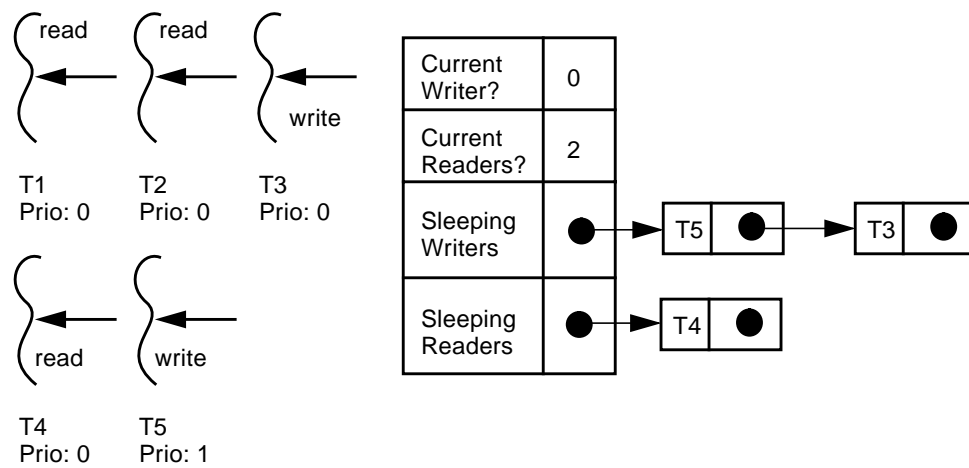 read
read
write
T1
Prio: 0
T2
Prio: 0
T3
Prio: 0
read
write
T4
Prio: 0
T5
Prio: 1
Current
Writer?
0
Current
Readers?
2
Sleeping
Writers
T5
T3
Sleeping
Readers
T4